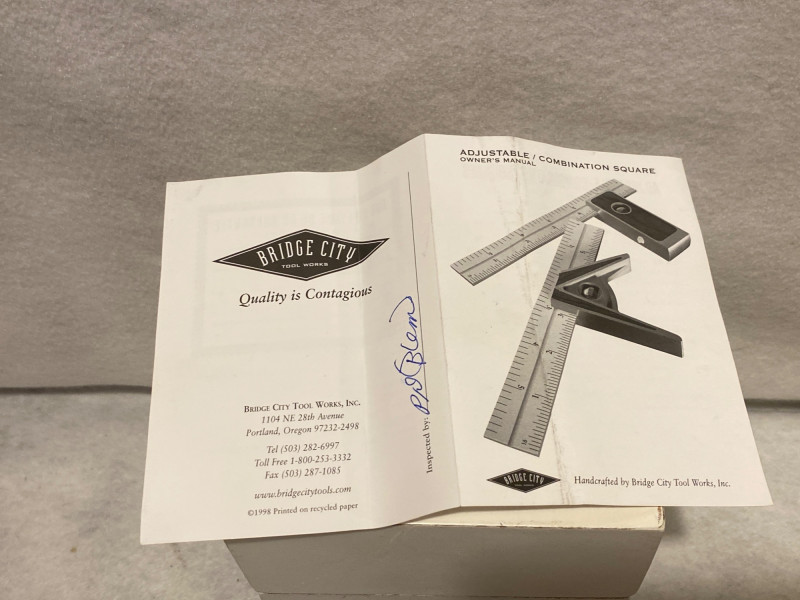 BRIDGE CITY
TOOL WORKS
Quality is Contagious
BRIDGE CITY TOOL WORKS, INC.
1104 NE 28th Avenue
Portland, Oregon 97232-2498
Tel (503) 282-6997
Toll Free 1-800-253-3332
Fax (503) 287-1085
www.bridgecitytools.com
©1998 Printed on recycled paper
Inspected by:
ADJUSTABLE / COMBINATION SQUARE
OWNER'S MANUAL
BRIDGE CITY
TOOL WORKS
Handcrafted by Bridge City Tool Works, Inc.